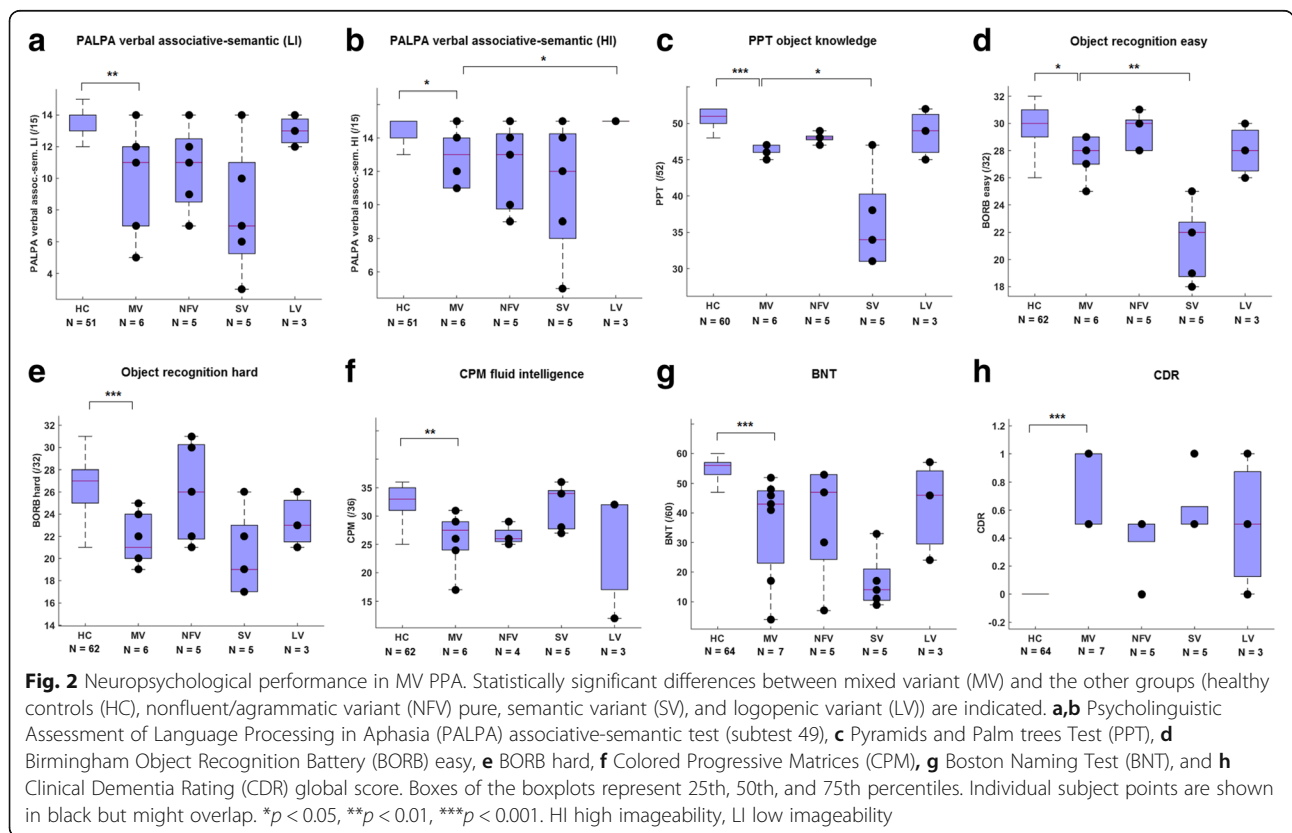 a PALPA verbal associative-semantic (LI)
PALPA verbal assoc.-sem. LI (/15)
14
12
10
8
6
4
**
HC MV NFV SV LV
N = 51 N = 6 N = 5 N = 5 N = 3
b PALPA verbal associative-semantic (HI)
PALPA verbal assoc.-sem. HI (/15)
14
12
10
8
6
*
*
HC MV NFV SV LV
N = 51 N = 6 N = 5 N = 5 N = 3
c PPT object knowledge
PPT (/52)
50
45
40
35
30
***
*
HC MV NFV SV LV
N = 60 N = 6 N = 5 N = 5 N = 3
d Object recognition easy
BORB easy (/32)
32
30
28
26
24
22
20
18
*
**
HC MV NFV SV LV
N = 62 N = 6 N = 5 N = 5 N = 3
e Object recognition hard
BORB hard (/32)
32
30
28
26
24
22
20
18
16
14
***
HC MV NFV SV LV
N = 62 N = 6 N = 5 N = 5 N = 3
f CPM fluid intelligence
CPM (/36)
35
30
25
20
15
**
HC MV NFV SV LV
N = 62 N = 6 N = 4 N = 5 N = 3
g BNT
BNT (/60)
60
50
40
30
20
10
***
HC MV NFV SV LV
N = 64 N = 7 N = 5 N = 5 N = 3
h CDR
CDR
1.2
1
0.8
0.6
0.4
0.2
0
-0.2
***
HC MV NFV SV LV
N = 64 N = 7 N = 5 N = 5 N = 3
Fig. 2 Neuropsychological performance in MV PPA. Statistically significant differences between mixed variant (MV) and the other groups (healthy
controls (HC), nonfluent/agrammatic variant (NFV) pure, semantic variant (SV), and logopenic variant (LV)) are indicated. a,b Psycholinguistic
Assessment of Language Processing in Aphasia (PALPA) associative-semantic test (subtest 49), c Pyramids and Palm trees Test (PPT), d
Birmingham Object Recognition Battery (BORB) easy, e BORB hard, f Colored Progressive Matrices (CPM), g Boston Naming Test (BNT), and h
Clinical Dementia Rating (CDR) global score. Boxes of the boxplots represent 25th, 50th, and 75th percentiles. Individual subject points are shown
in black but might overlap. *p < 0.05, **p < 0.01, ***p < 0.001. HI high imageability, LI low imageability